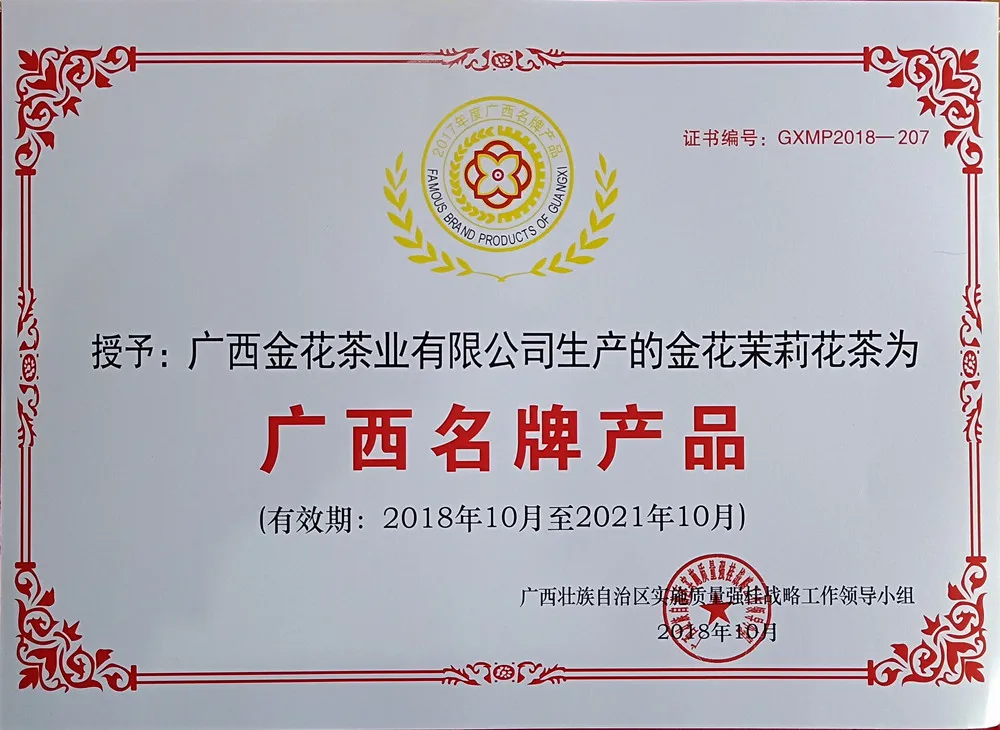 2017年度广西名牌产品
FAMOUS BRAND PRODUCTS OF GUANGXI
证书编号：GXMP2018—207
授予：广西金花茶业有限公司生产的金花茉莉花茶为
广西名牌产品
(有效期：2018年10月至2021年10月)
广西壮族自治区实施质量强桂战略工作领导小组
2018年10月